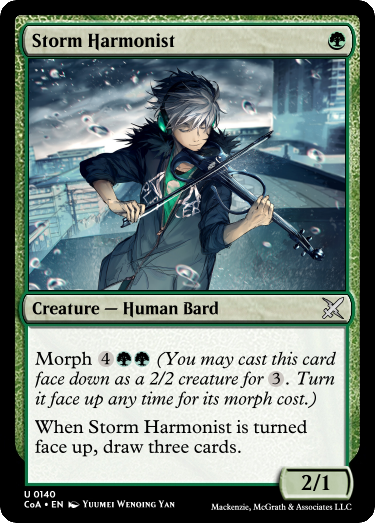 Storm Harmonist
Creature — Human Bard
Morph 4 (You may cast this card
face down as a 2/2 creature for 3. Turn
it face up any time for its morph cost.)
When Storm Harmonist is turned
face up, draw three cards.
2/1
U 0140
CoA • EN Yuumei Wenqing Yan
Mackenzie, McGrath & Associates LLC